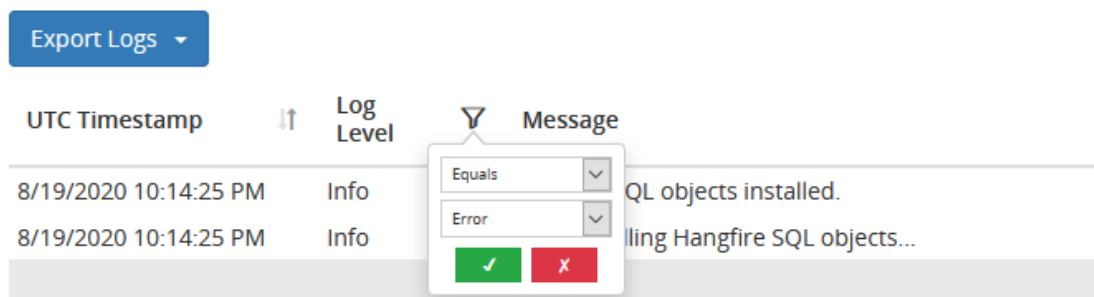 Export Logs
UTC Timestamp Log Level Message
Equals
8/19/2020 10:14:25 PM Info QL objects installed.
Error
8/19/2020 10:14:25 PM Info lling Hangfire SQL objects...